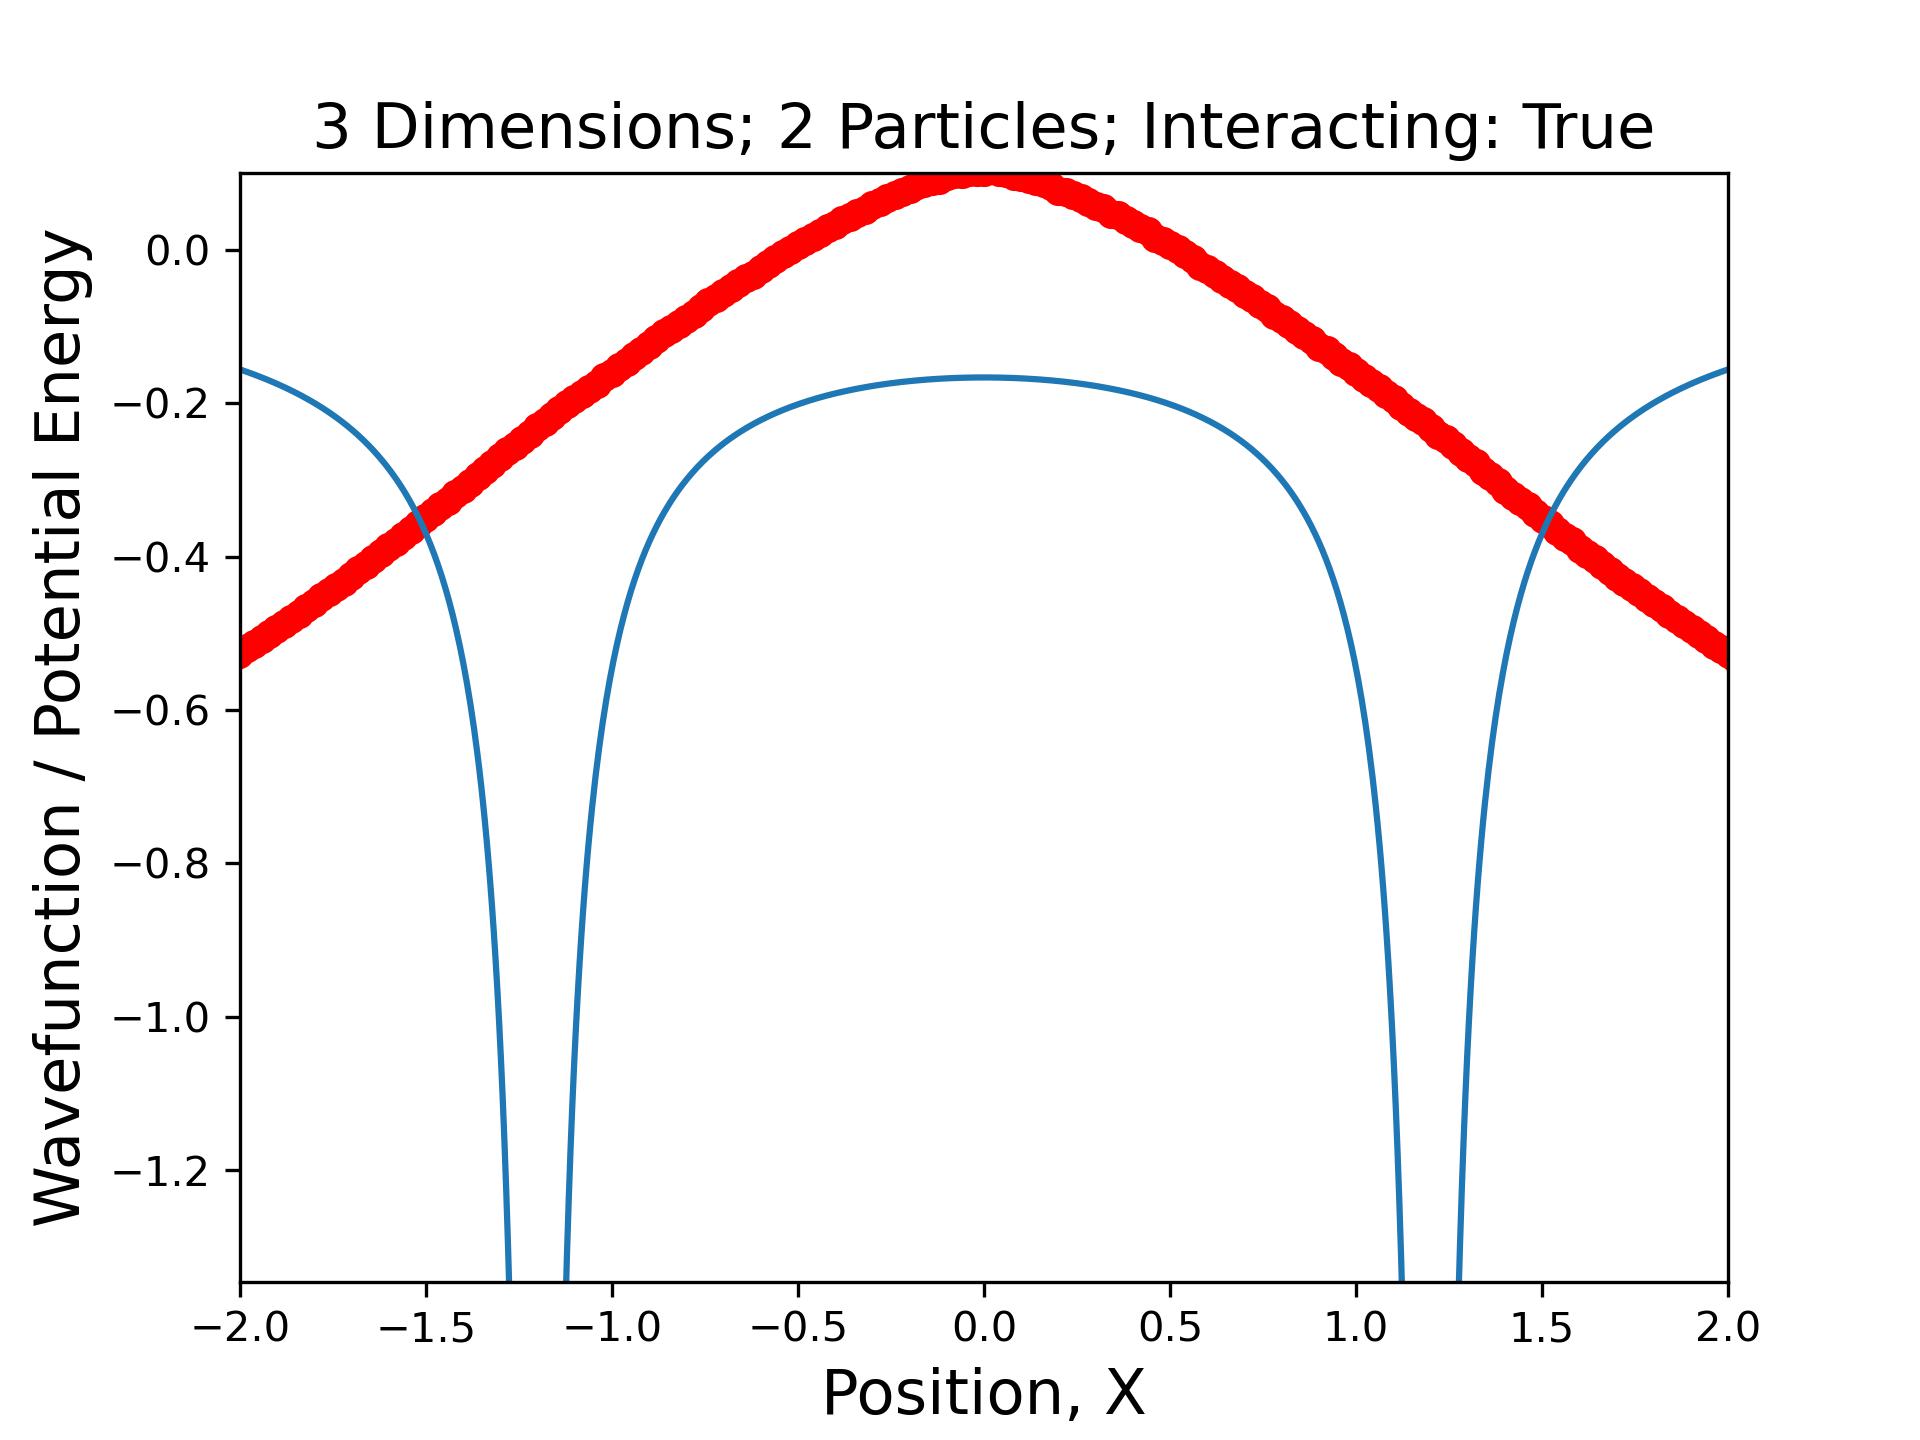 3 Dimensions; 2 Particles; Interacting: True
Wavefunction / Potential Energy
0.0
−0.2
−0.4
−0.6
−0.8
−1.0
−1.2
−2.0 −1.5 −1.0 −0.5 0.0 0.5 1.0 1.5 2.0
Position, X